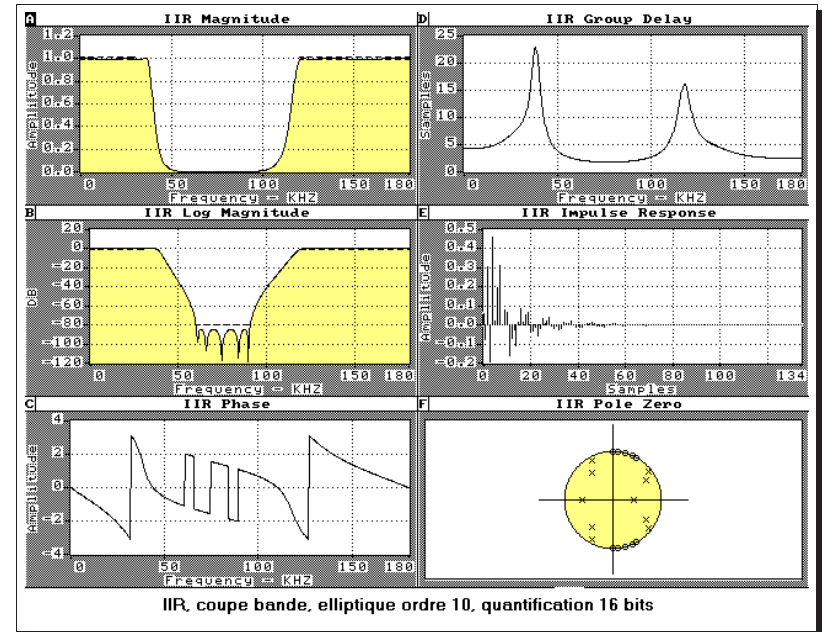 A IIR Magnitude
1.2
1.0
0.8
0.6
0.4
0.2
0.0
Amplitude
0 50 100 150 180
Frequency - KHZ
D IIR Group Delay
25
20
15
10
5
0
Samples
0 50 100 150 180
Frequency - KHZ
B IIR Log Magnitude
20
0
-20
-40
-60
-80
-100
-120
DB
0 50 100 150 180
Frequency - KHZ
E IIR Impulse Response
0.5
0.4
0.3
0.2
0.1
0.0
-0.1
-0.2
Amplitude
0 20 40 60 80 100 134
Samples
C IIR Phase
4
2
0
-2
-4
Amplitude
0 50 100 150 180
Frequency - KHZ
F IIR Pole Zero
IIR, coupe bande, elliptique ordre 10, quantification 16 bits